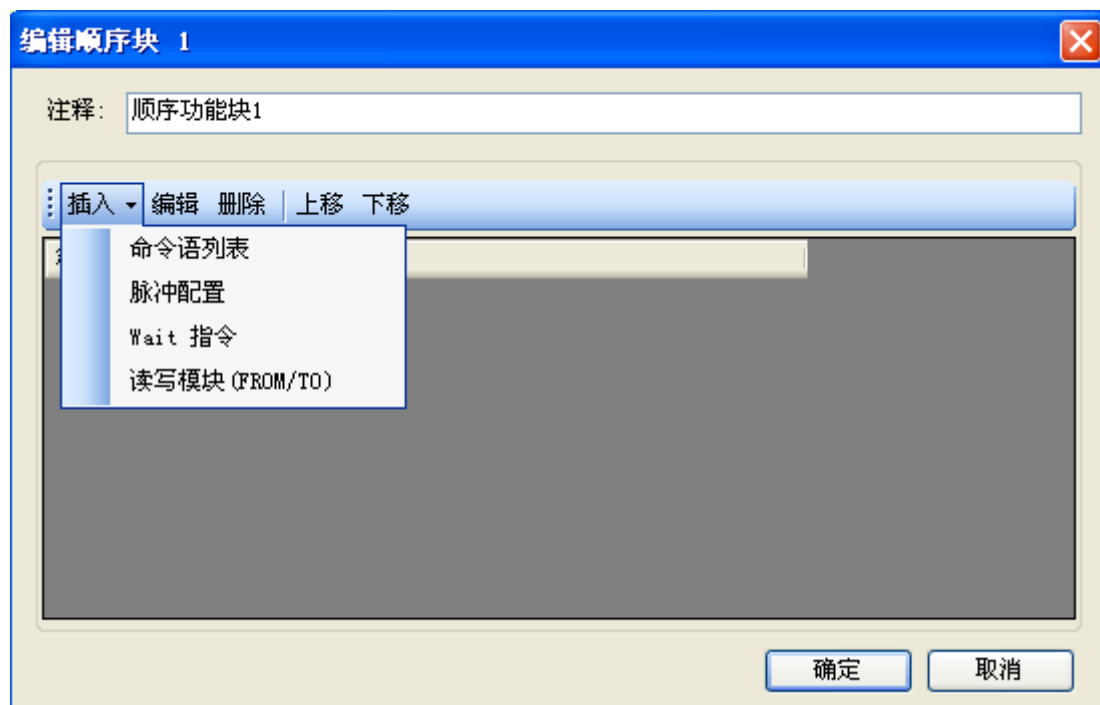 编辑顺序块 1
注释: 顺序功能块1
插入 编辑 删除 上移 下移
命令语列表
脉冲配置
Wait 指令
读写模块(FROM/TO)
确定 取消